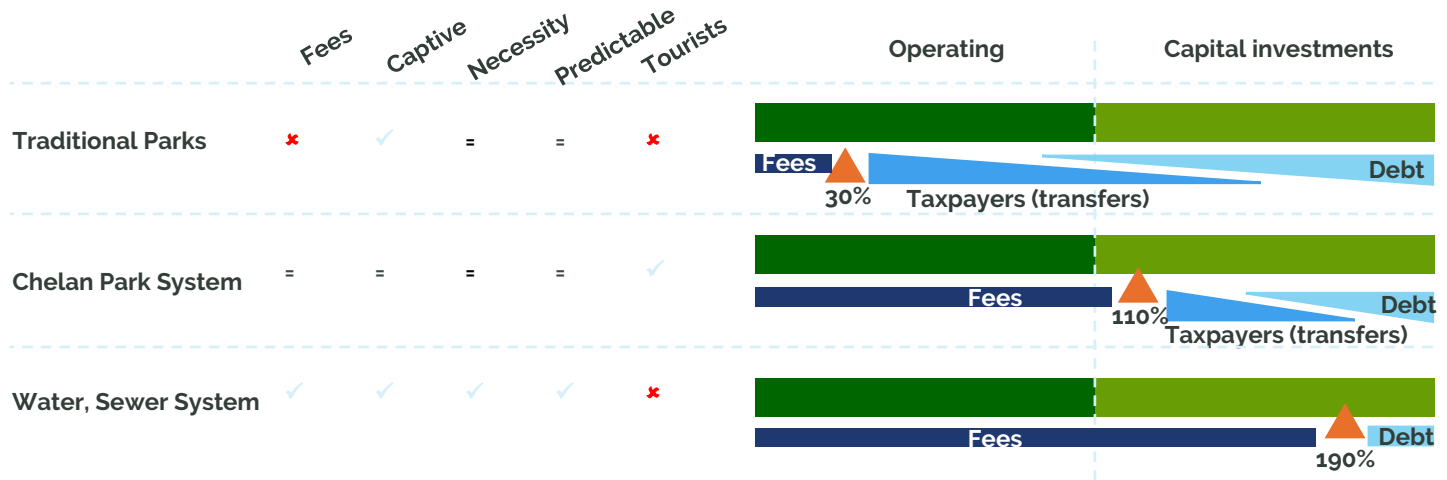 Fees
Captive
Necessity
Predictable
Tourists
Operating
Capital investments
Traditional Parks
✘ ✓ = = ✘
Fees
Debt
30%
Taxpayers (transfers)
Chelan Park System
= = = = ✓
Fees
Debt
110%
Taxpayers (transfers)
Water, Sewer System
✓ ✓ ✓ ✓ ✘
Fees
Debt
190%